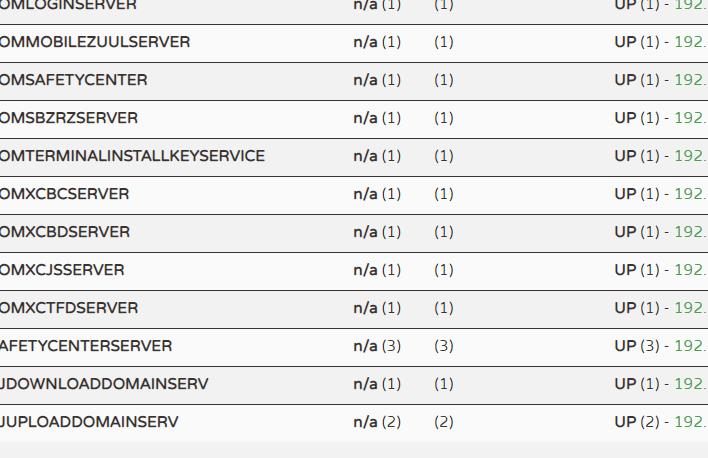 OMLOGINSERVER n/a (1) (1) UP (1) - 192.
OMMOBILEZUULSERVER n/a (1) (1) UP (1) - 192.
OMSAFETYCENTER n/a (1) (1) UP (1) - 192.
OMSBZRZSERVER n/a (1) (1) UP (1) - 192.
OMTERMINALINSTALLKEYSERVICE n/a (1) (1) UP (1) - 192.
OMXCBCSERVER n/a (1) (1) UP (1) - 192.
OMXCBDSERVER n/a (1) (1) UP (1) - 192.
OMXCJSSERVER n/a (1) (1) UP (1) - 192.
OMXCTFDSERVER n/a (1) (1) UP (1) - 192.
AFETYCENTERSERVER n/a (3) (3) UP (3) - 192.
JDOWNLOADDOMAINSERV n/a (1) (1) UP (1) - 192.
JUPLOADDOMAINSERV n/a (2) (2) UP (2) - 192.